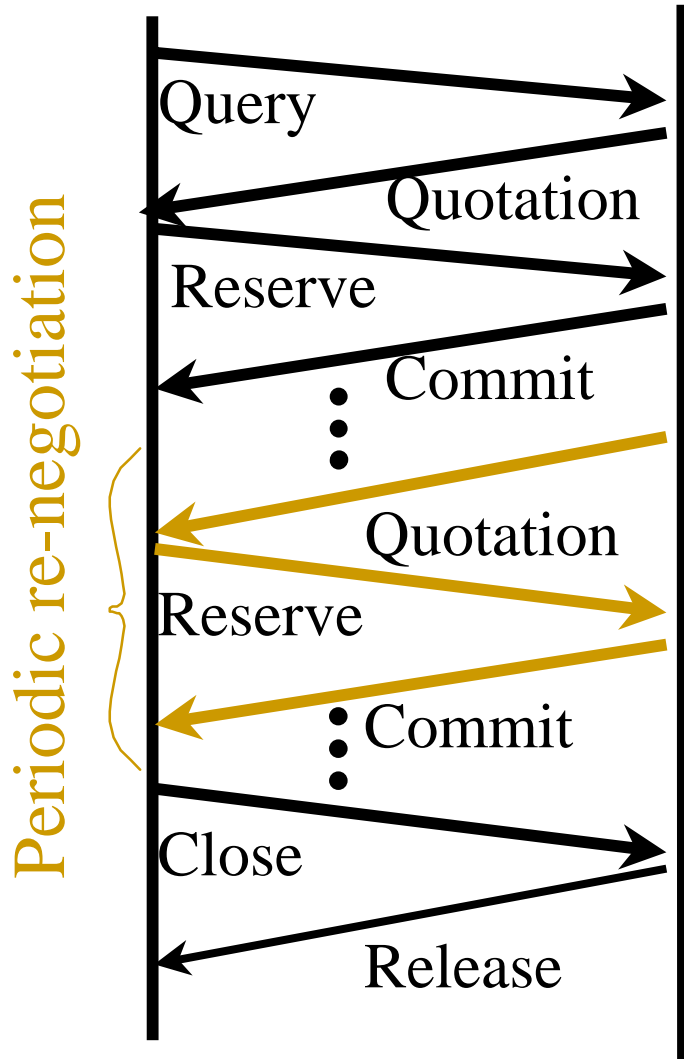 Query
Quotation
Reserve
Commit
Periodic re-negotiation
Quotation
Reserve
Commit
Close
Release